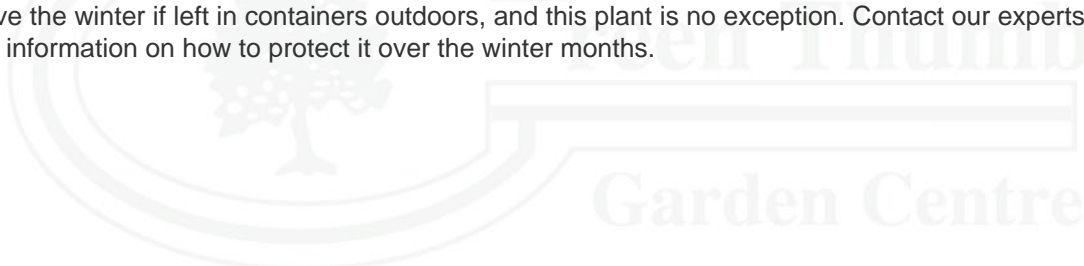 ve the winter if left in containers outdoors, and this plant is no exception. Contact our experts
information on how to protect it over the winter months.
reen Thumb
Garden Centre